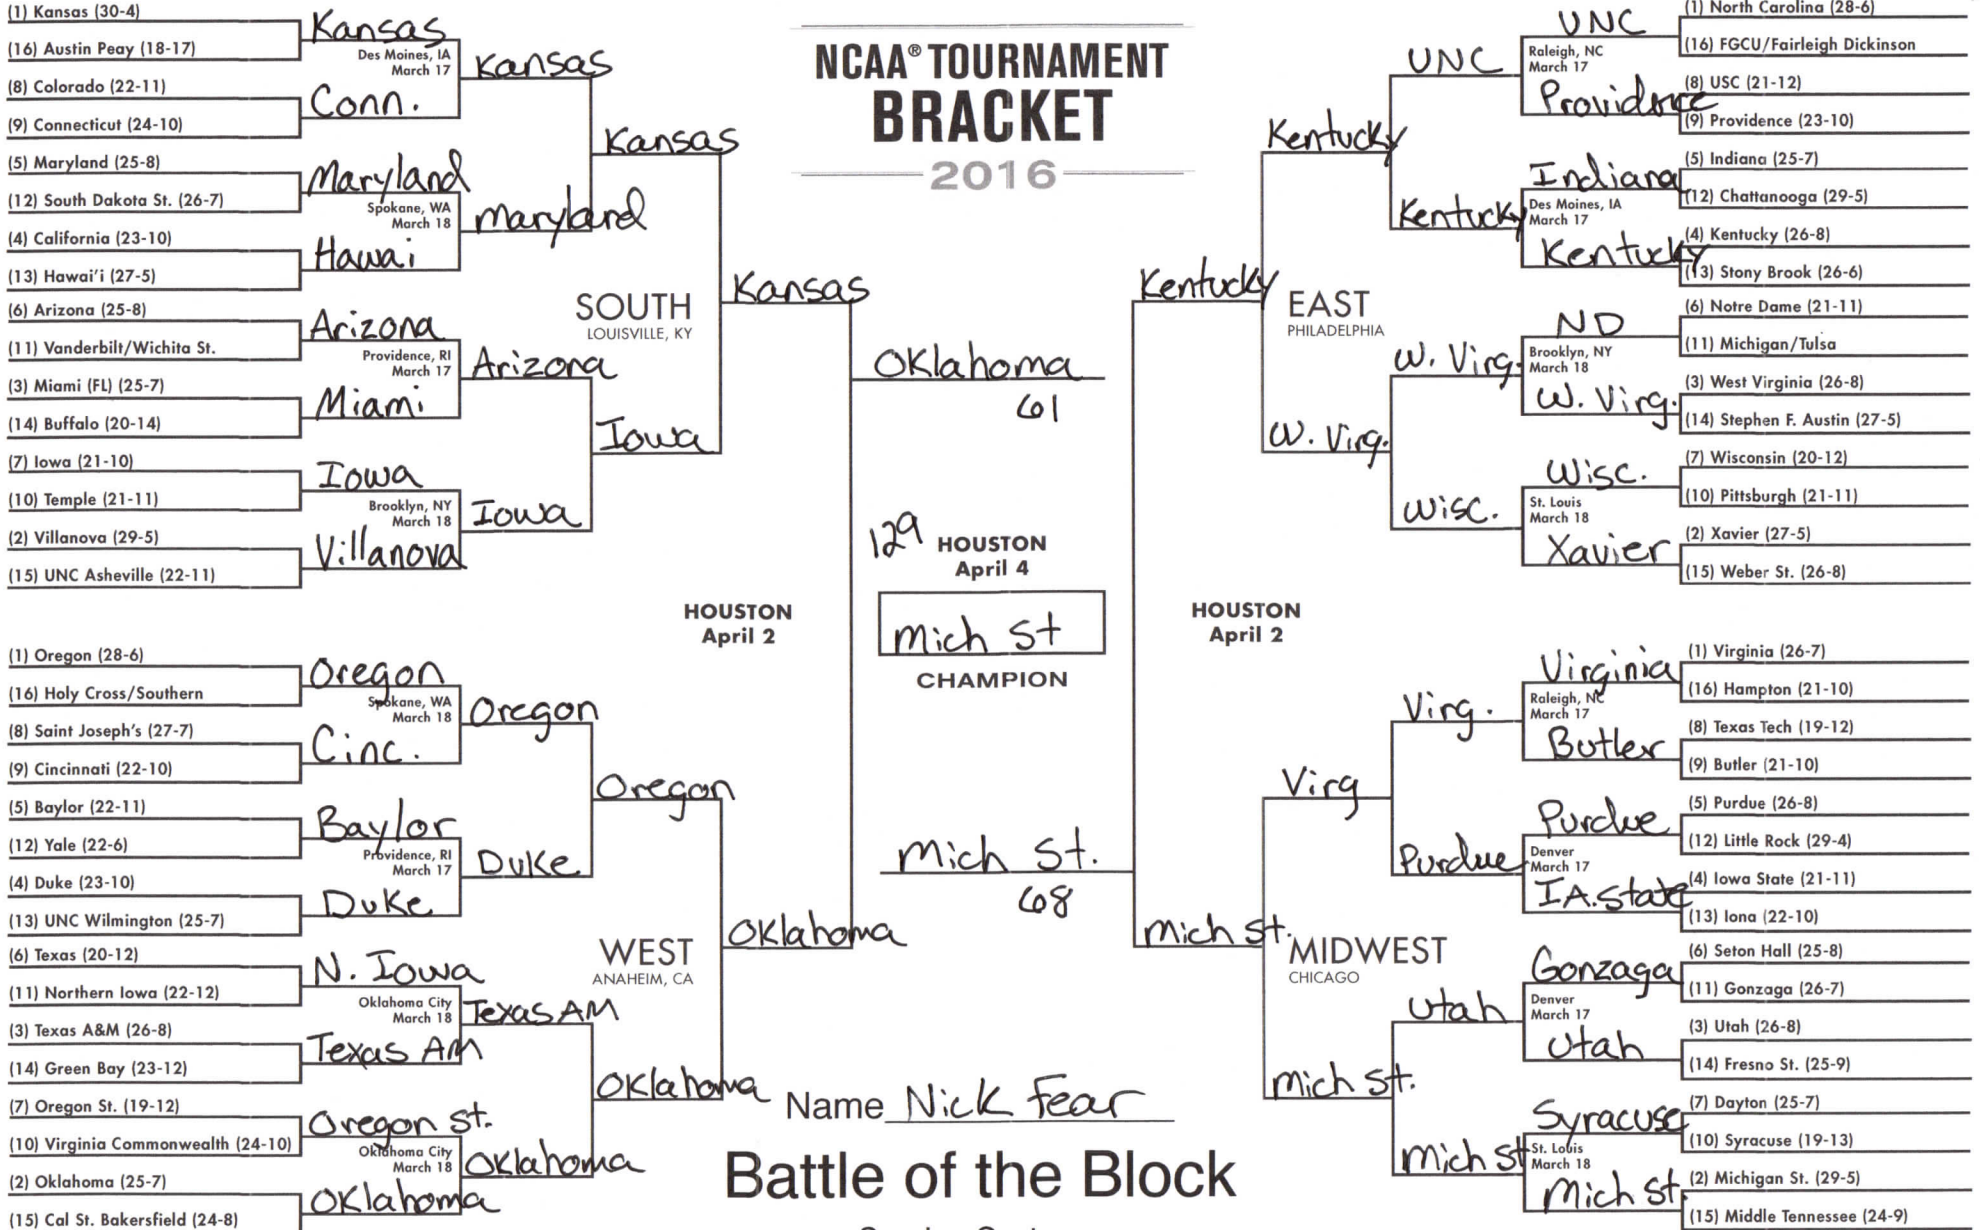 NCAA® TOURNAMENT
BRACKET
2016
(1) Kansas (30-4)
Kansas
(16) Austin Peay (18-17)
Des Moines, IA
March 17
Kansas
(8) Colorado (22-11)
Conn.
(9) Connecticut (24-10)
Kansas
(5) Maryland (25-8)
Maryland
(12) South Dakota St. (26-7)
Spokane, WA
March 18
Maryland
(4) California (23-10)
Hawai
(13) Hawai'i (27-5)
Kansas
SOUTH
LOUISVILLE, KY
(6) Arizona (25-8)
Arizona
(11) Vanderbilt/Wichita St.
Providence, RI
March 17
Arizona
(3) Miami (FL) (25-7)
Miami
(14) Buffalo (20-14)
Iowa
(7) Iowa (21-10)
Iowa
(10) Temple (21-11)
Brooklyn, NY
March 18
Iowa
(2) Villanova (29-5)
Villanova
(15) UNC Asheville (22-11)
HOUSTON
April 2
(1) Oregon (28-6)
Oregon
(16) Holy Cross/Southern
Spokane, WA
March 18
Oregon
(8) Saint Joseph's (27-7)
Cinc.
(9) Cincinnati (22-10)
Oregon
(5) Baylor (22-11)
Baylor
(12) Yale (22-6)
Providence, RI
March 17
Duke
(4) Duke (23-10)
Duke
(13) UNC Wilmington (25-7)
Oklahoma
WEST
ANAHEIM, CA
(6) Texas (20-12)
N. Iowa
(11) Northern Iowa (22-12)
Oklahoma City
March 18
Texas AM
(3) Texas A&M (26-8)
Texas AM
(14) Green Bay (23-12)
Oklahoma
(7) Oregon St. (19-12)
Oregon St.
(10) Virginia Commonwealth (24-10)
Oklahoma City
March 18
Oklahoma
(2) Oklahoma (25-7)
Oklahoma
(15) Cal St. Bakersfield (24-8)
Oklahoma
61
129
HOUSTON
April 4
Mich St
CHAMPION
Mich St.
68
Name Nick Fear
Battle of the Block
UNC
(1) North Carolina (28-6)
UNC
Raleigh, NC
March 17
(16) FGCU/Fairleigh Dickinson
(8) USC (21-12)
Providence
(9) Providence (23-10)
Kentucky
Indiana
(5) Indiana (25-7)
Kentucky
Des Moines, IA
March 17
(12) Chattanooga (29-5)
(4) Kentucky (26-8)
Kentucky
(13) Stony Brook (26-6)
Kentucky
EAST
PHILADELPHIA
(6) Notre Dame (21-11)
ND
W. Virg.
Brooklyn, NY
March 18
(11) Michigan/Tulsa
(3) West Virginia (26-8)
W. Virg.
(14) Stephen F. Austin (27-5)
W. Virg.
(7) Wisconsin (20-12)
Wisc.
Wisc.
St. Louis
March 18
(10) Pittsburgh (21-11)
(2) Xavier (27-5)
Xavier
(15) Weber St. (26-8)
HOUSTON
April 2
(1) Virginia (26-7)
Virginia
Virg.
Raleigh, NC
March 17
(16) Hampton (21-10)
(8) Texas Tech (19-12)
Butler
(9) Butler (21-10)
Virg
(5) Purdue (26-8)
Purdue
Purdue
Denver
March 17
(12) Little Rock (29-4)
(4) Iowa State (21-11)
IA. State
(13) Iona (22-10)
Mich St.
MIDWEST
CHICAGO
(6) Seton Hall (25-8)
Gonzaga
Utah
Denver
March 17
(11) Gonzaga (26-7)
(3) Utah (26-8)
Utah
(14) Fresno St. (25-9)
Mich St.
(7) Dayton (25-7)
Syracuse
Mich St
St. Louis
March 18
(10) Syracuse (19-13)
(2) Michigan St. (29-5)
Mich St.
(15) Middle Tennessee (24-9)